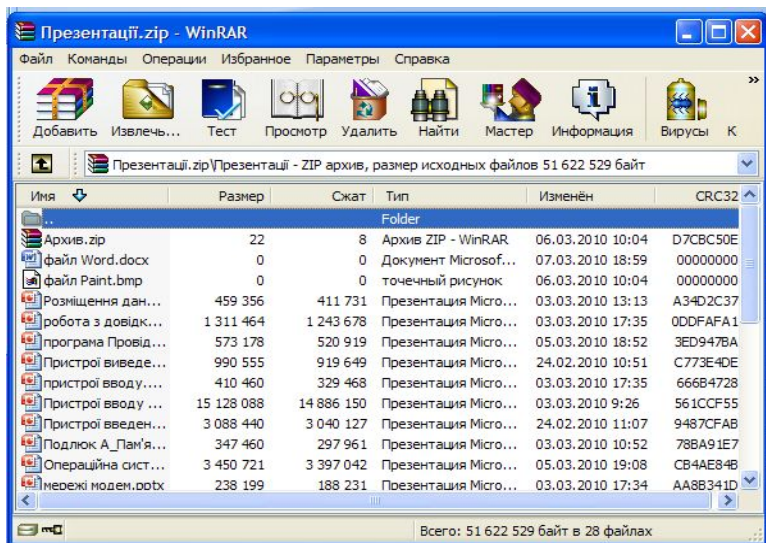 Презентації.zip - WinRAR
Файл Команды Операции Избранное Параметры Справка
Добавить Извлечь... Тест Просмотр Удалить Найти Мастер Информация Вирусы К »
Презентації.zip\Презентації - ZIP архив, размер исходных файлов 51 622 529 байт
Имя Размер Сжат Тип Изменён CRC32
.. Folder
Архив.zip 22 8 Архив ZIP - WinRAR 06.03.2010 10:04 D7CBC50E
файл Word.docx 0 0 Документ Microsof... 07.03.2010 18:59 00000000
файл Paint.bmp 0 0 точечный рисунок 06.03.2010 10:04 00000000
Розміщення дан... 459 356 411 731 Презентация Micro... 03.03.2010 13:13 A34D2C37
робота з довідк... 1 311 464 1 243 678 Презентация Micro... 03.03.2010 17:35 0DDFAFA1
програма Провід... 573 178 520 919 Презентация Micro... 05.03.2010 18:52 3ED947BA
Пристрої виведе... 990 555 919 649 Презентация Micro... 24.02.2010 10:51 C773E4DE
пристрої вводу.... 410 460 329 468 Презентация Micro... 03.03.2010 17:35 666B4728
Пристрої вводу ... 15 128 088 14 886 150 Презентация Micro... 03.03.2010 9:26 561CCF55
Пристрої введен... 3 088 440 3 040 127 Презентация Micro... 24.02.2010 11:07 9487CFAB
Подлюк А_Пам'я... 347 460 297 961 Презентация Micro... 03.03.2010 10:52 78BA91E7
Операційна сист... 3 450 721 3 397 042 Презентация Micro... 05.03.2010 19:08 CB4AE84B
мережі модем.pptx 238 199 188 231 Презентация Micro... 03.03.2010 17:34 AA8B341D
Всего: 51 622 529 байт в 28 файлах